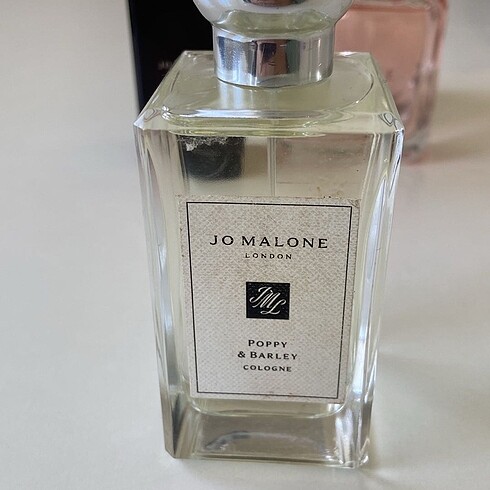 JO MALONE
LONDON
JML
POPPY
& BARLEY
COLOGNE